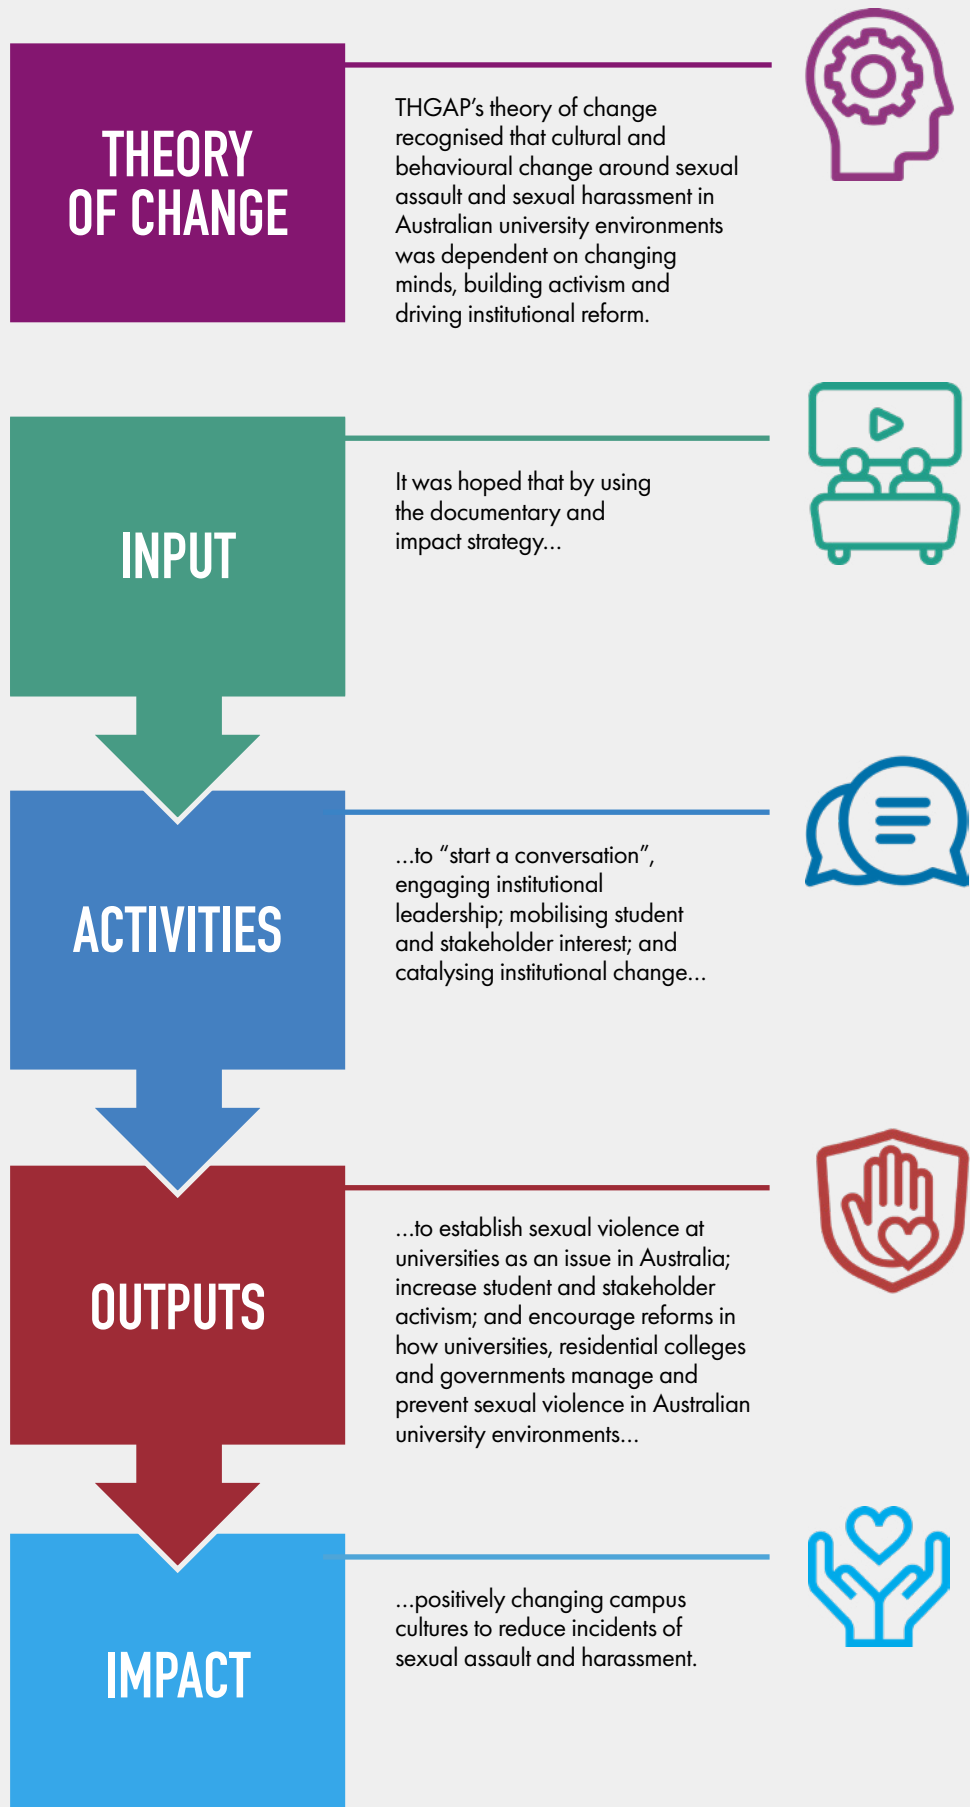 THEORY
OF CHANGE
THGAP’s theory of change
recognised that cultural and
behavioural change around sexual
assault and sexual harassment in
Australian university environments
was dependent on changing
minds, building activism and
driving institutional reform.
INPUT
It was hoped that by using
the documentary and
impact strategy...
ACTIVITIES
...to “start a conversation”,
engaging institutional
leadership; mobilising student
and stakeholder interest; and
catalysing institutional change...
OUTPUTS
...to establish sexual violence at
universities as an issue in Australia;
increase student and stakeholder
activism; and encourage reforms in
how universities, residential colleges
and governments manage and
prevent sexual violence in Australian
university environments...
IMPACT
...positively changing campus
cultures to reduce incidents of
sexual assault and harassment.